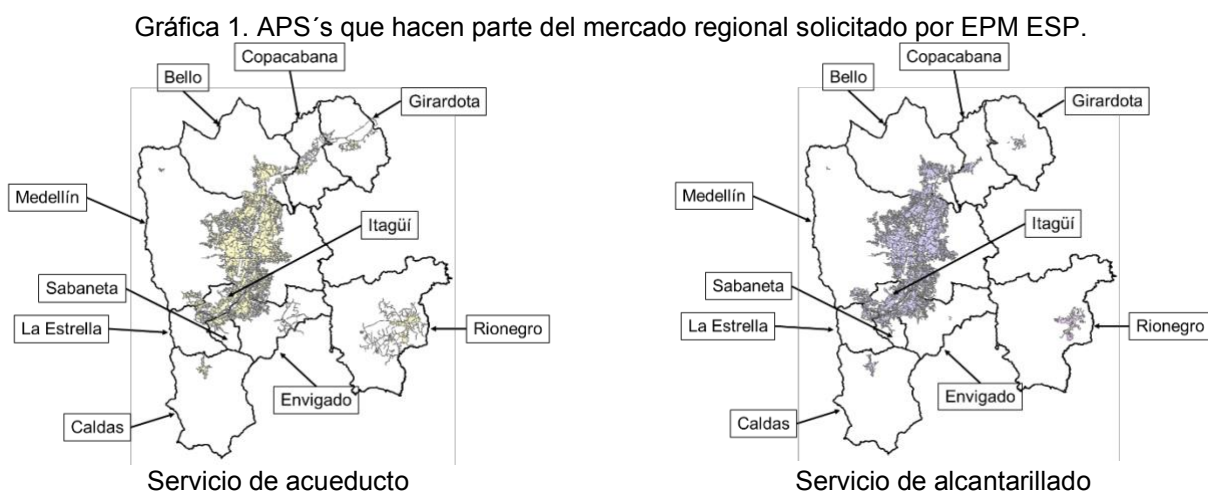 Gráfica 1. APS´s que hacen parte del mercado regional solicitado por EPM ESP.
Copacabana
Bello
Girardota
Medellín
Itagüí
Sabaneta
La Estrella
Rionegro
Envigado
Caldas
Servicio de acueducto
Copacabana
Bello
Girardota
Medellín
Itagüí
Sabaneta
La Estrella
Rionegro
Envigado
Caldas
Servicio de alcantarillado